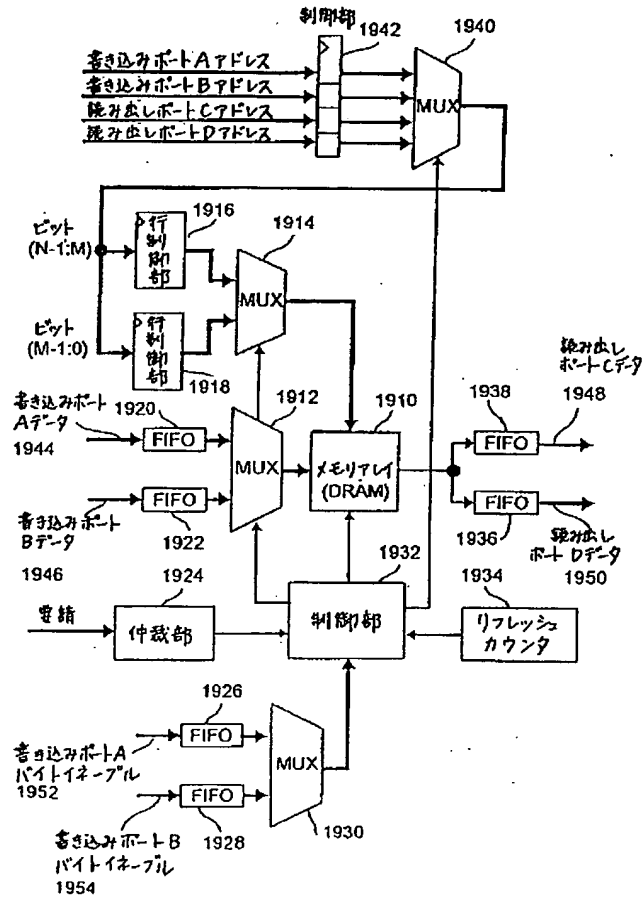 制御部
1942
1940
書き込みポートAアドレス
書き込みポートBアドレス
読み出しポートCアドレス
読み出しポートDアドレス
MUX
ビット
(N-1:M)
行制御部
1916
1914
MUX
ビット
(M-1:0)
行制御部
1918
書き込みポート
Aデータ
1944
1920
FIFO
1912
MUX
1910
メモリアレイ
(DRAM)
1938
FIFO
読み出し
ポートCデータ
1948
書き込みポート
Bデータ
1946
FIFO
1922
FIFO
1936
読み出し
ポートDデータ
1950
要請
1924
仲裁部
1932
制御部
1934
リフレッシュ
カウンタ
1926
FIFO
書き込みポートA
バイトイネーブル
1952
MUX
FIFO
1928
1930
書き込みポートB
バイトイネーブル
1954